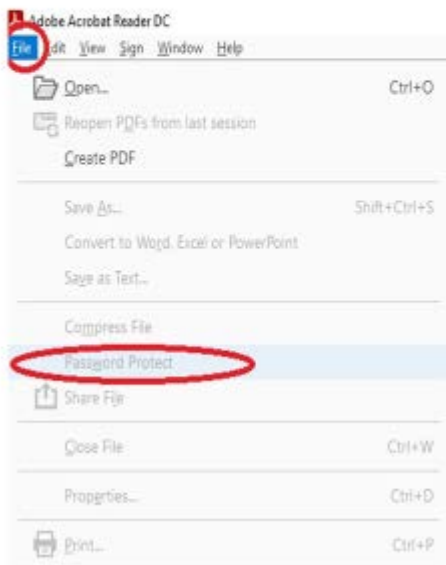 Adobe Acrobat Reader DC
File Edit View Sign Window Help
Open... Ctrl+O
Reopen PDFs from last session
Create PDF
Save As... Shift+Ctrl+S
Convert to Word, Excel or PowerPoint
Save as Text...
Compress File
Password Protect
Share File
Close File Ctrl+W
Properties... Ctrl+D
Print... Ctrl+P